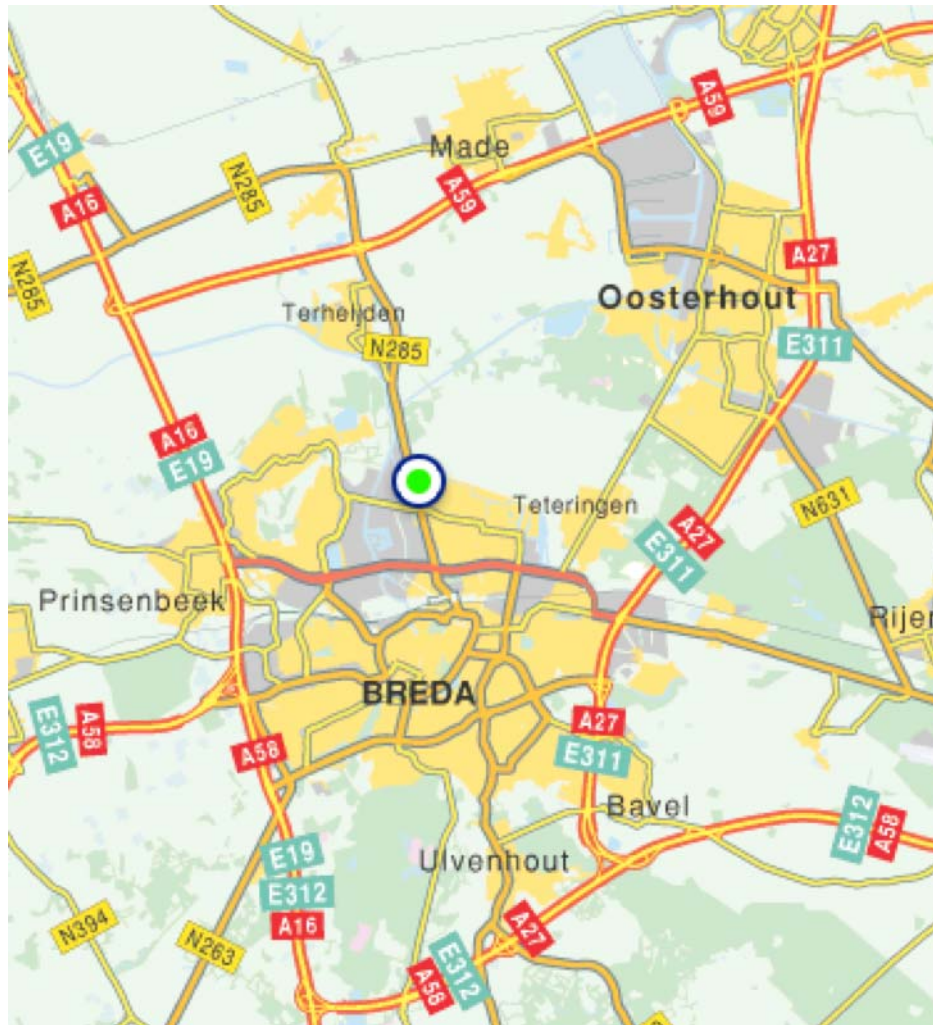 A59
E19
Made
N285
A59
A16
A27
N285
Oosterhout
Terheijden
E311
N285
A16
E19
N631
Teteringen
A27
E311
Prinsenbeek
Rijen
BREDA
A27
E312
A58
A58
E311
Bavel
E312
A58
E19
Ulvenhout
E312
A16
N394
N263
A27
A58
E312